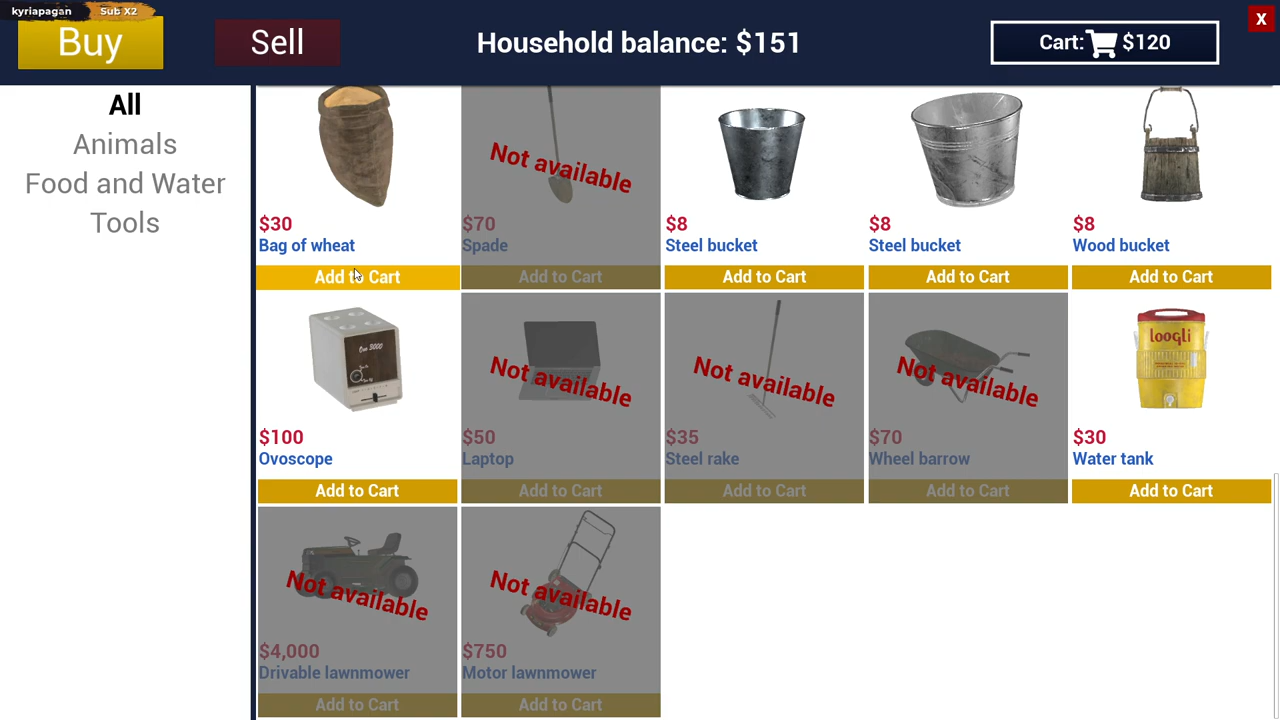 kyriapagan Sub X2
Buy
Sell
Household balance: $151
Cart: $120
X
All
Animals
Food and Water
Tools
Not available
$30
Bag of wheat
Add to Cart
$70
Spade
Add to Cart
$8
Steel bucket
Add to Cart
$8
Steel bucket
Add to Cart
$8
Wood bucket
Add to Cart
Ovo 3000
$100
Ovoscope
Add to Cart
Not available
$50
Laptop
Add to Cart
Not available
$35
Steel rake
Add to Cart
Not available
$70
Wheel barrow
Add to Cart
loogli
$30
Water tank
Add to Cart
Not available
$4,000
Drivable lawnmower
Add to Cart
Not available
$750
Motor lawnmower
Add to Cart